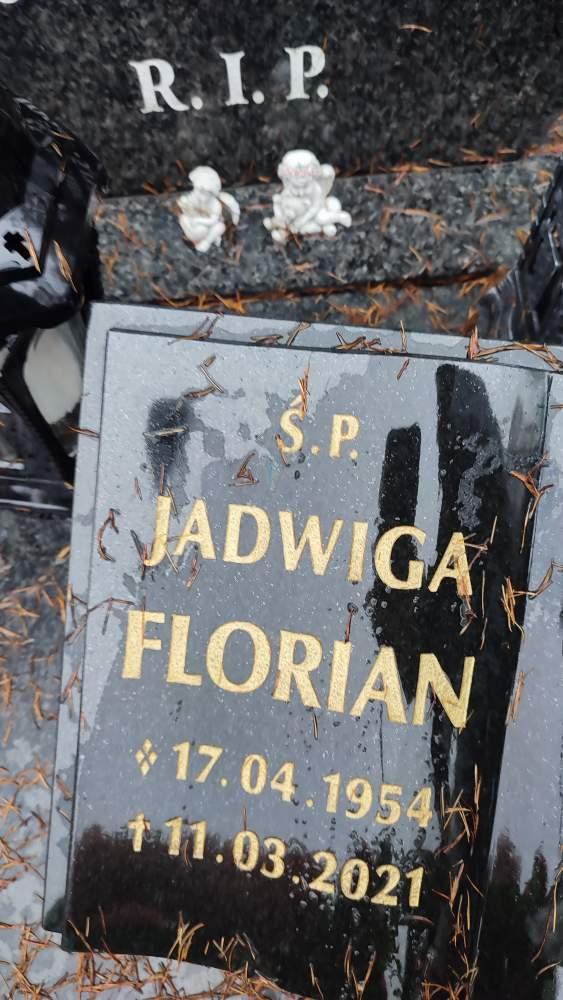 R.I.P.
Ś.P.
JADWIGA
FLORIAN
17.04.1954
† 11.03.2021